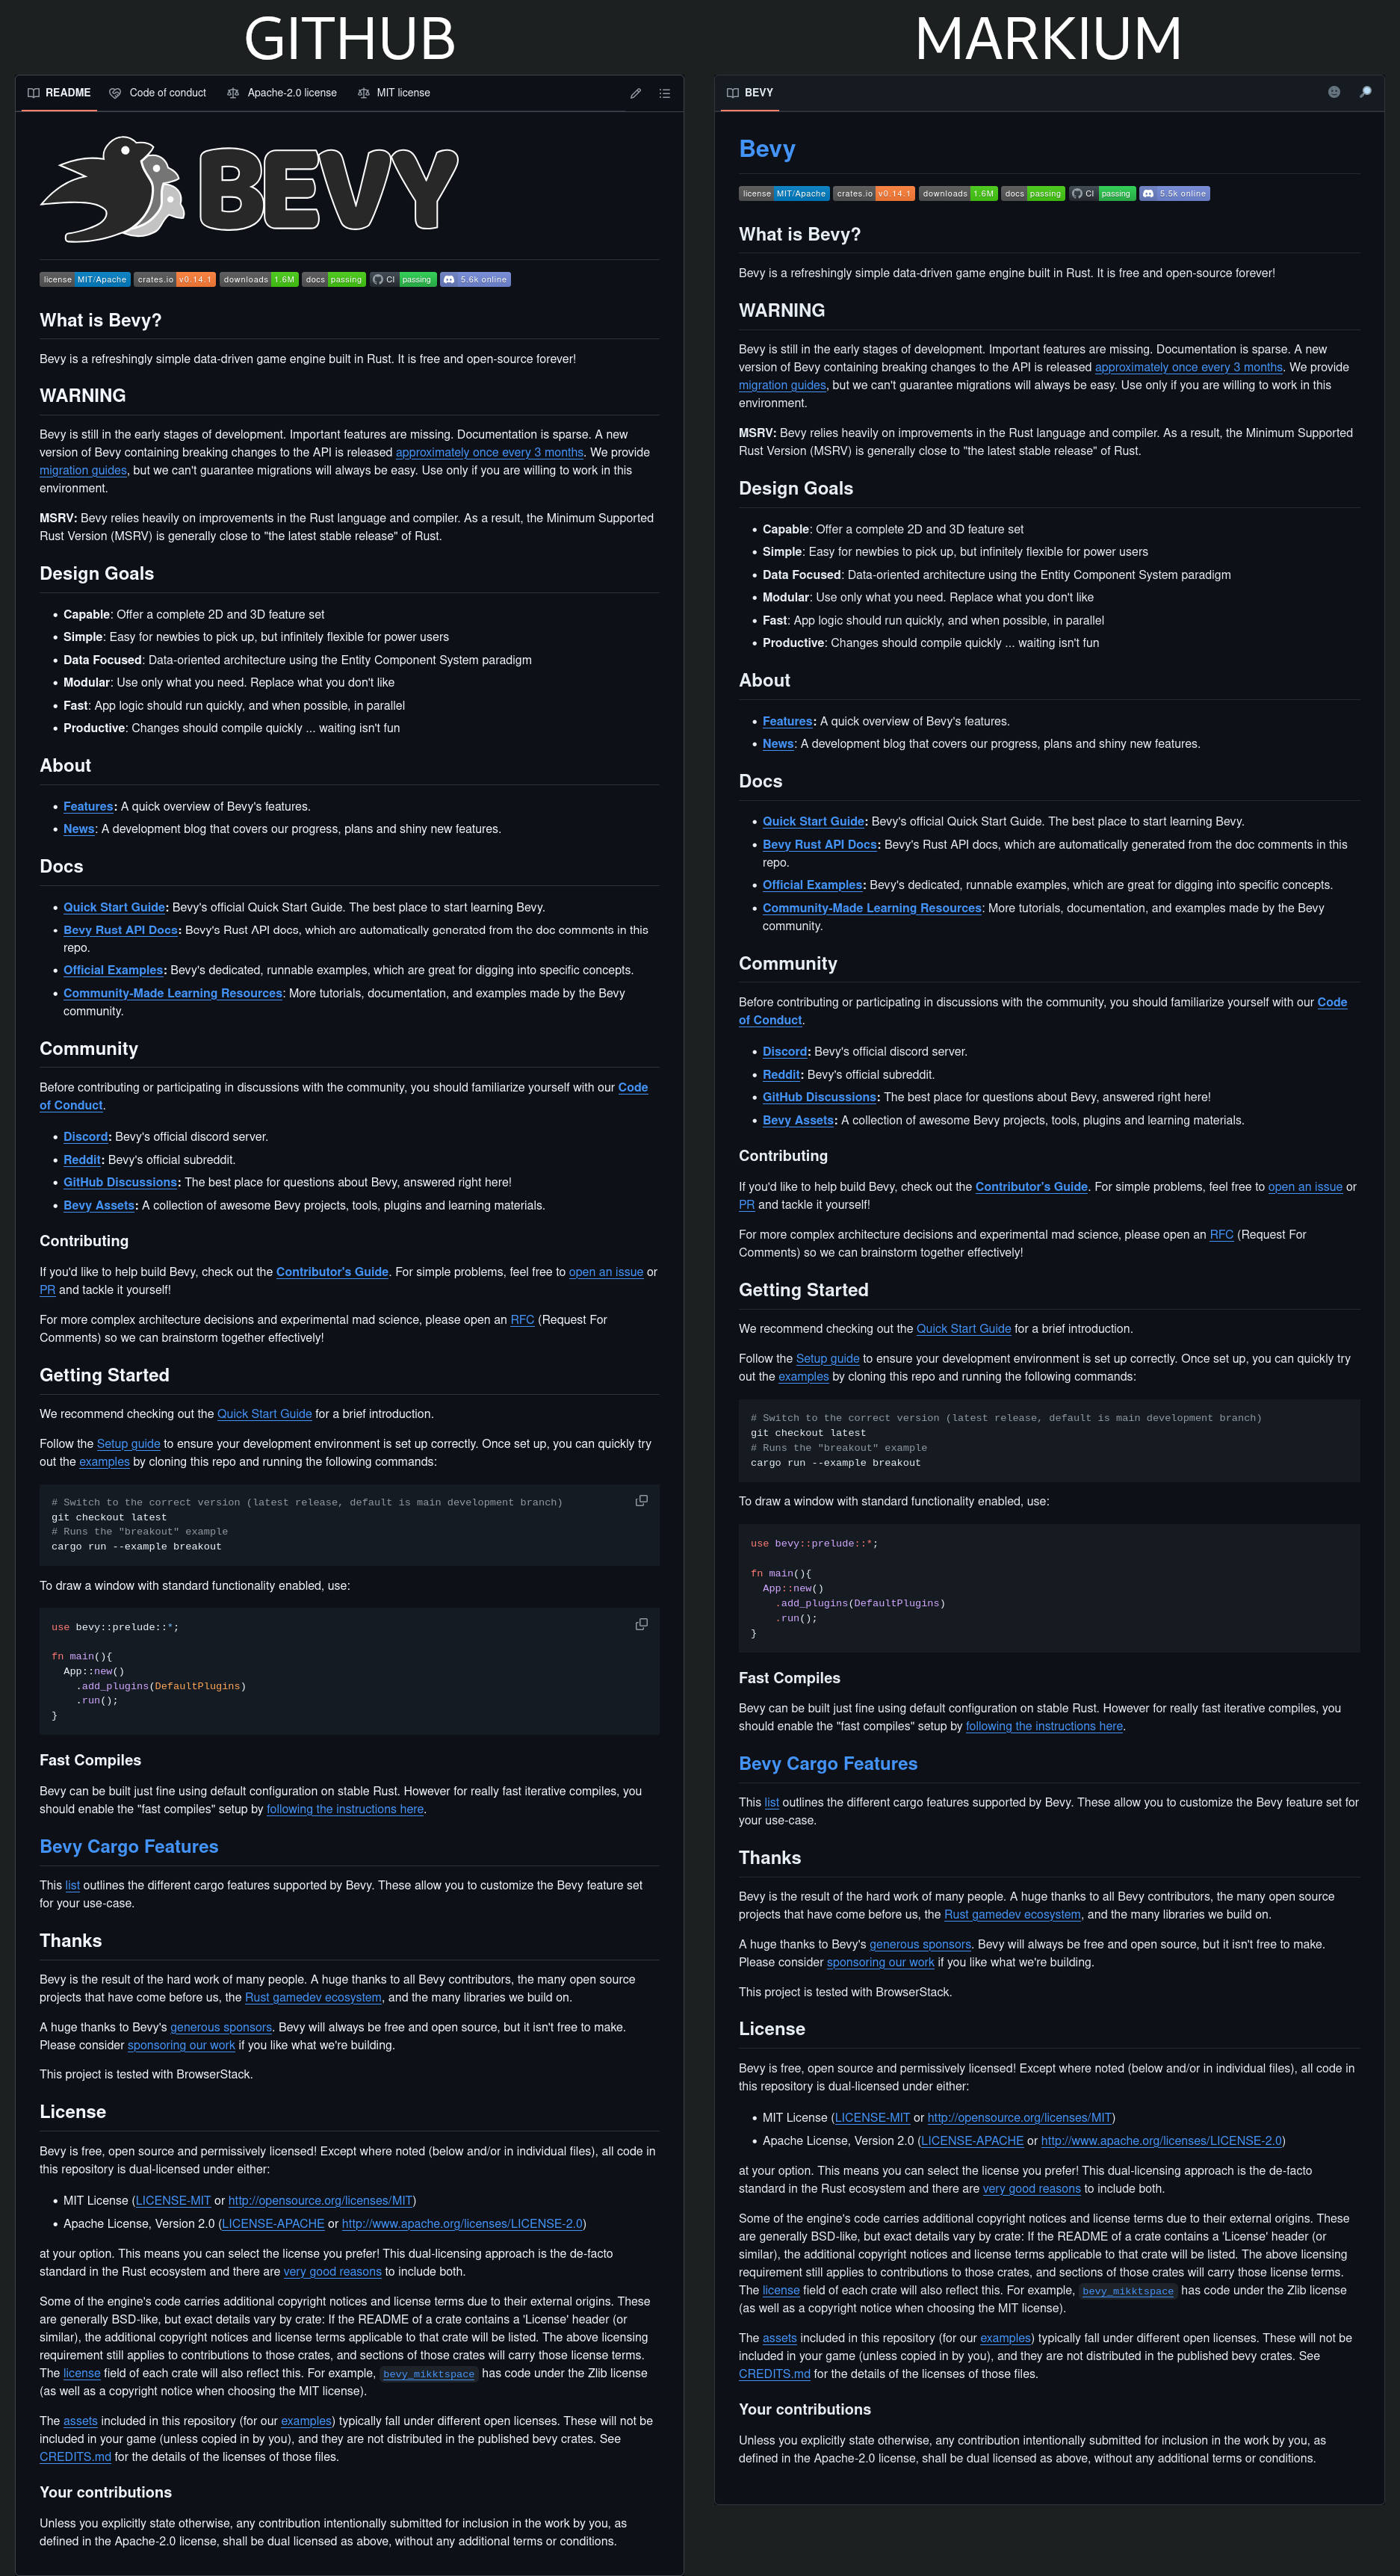 GITHUB
README
Code of conduct
Apache-2.0 license
MIT license
BEVY
license MIT/Apache crates.io v0.14.1 downloads 1.6M docs passing CI passing 5.6k online
What is Bevy?
Bevy is a refreshingly simple data-driven game engine built in Rust. It is free and open-source forever!
WARNING
Bevy is still in the early stages of development. Important features are missing. Documentation is sparse. A new
version of Bevy containing breaking changes to the API is released approximately once every 3 months. We provide
migration guides, but we can't guarantee migrations will always be easy. Use only if you are willing to work in this
environment.
MSRV: Bevy relies heavily on improvements in the Rust language and compiler. As a result, the Minimum Supported
Rust Version (MSRV) is generally close to "the latest stable release" of Rust.
Design Goals
• Capable: Offer a complete 2D and 3D feature set
• Simple: Easy for newbies to pick up, but infinitely flexible for power users
• Data Focused: Data-oriented architecture using the Entity Component System paradigm
• Modular: Use only what you need. Replace what you don't like
• Fast: App logic should run quickly, and when possible, in parallel
• Productive: Changes should compile quickly ... waiting isn't fun
About
• Features: A quick overview of Bevy's features.
• News: A development blog that covers our progress, plans and shiny new features.
Docs
• Quick Start Guide: Bevy's official Quick Start Guide. The best place to start learning Bevy.
• Bevy Rust API Docs: Bevy's Rust API docs, which are automatically generated from the doc comments in this
repo.
• Official Examples: Bevy's dedicated, runnable examples, which are great for digging into specific concepts.
• Community-Made Learning Resources: More tutorials, documentation, and examples made by the Bevy
community.
Community
Before contributing or participating in discussions with the community, you should familiarize yourself with our Code
of Conduct.
• Discord: Bevy's official discord server.
• Reddit: Bevy's official subreddit.
• GitHub Discussions: The best place for questions about Bevy, answered right here!
• Bevy Assets: A collection of awesome Bevy projects, tools, plugins and learning materials.
Contributing
If you'd like to help build Bevy, check out the Contributor's Guide. For simple problems, feel free to open an issue or
PR and tackle it yourself!
For more complex architecture decisions and experimental mad science, please open an RFC (Request For
Comments) so we can brainstorm together effectively!
Getting Started
We recommend checking out the Quick Start Guide for a brief introduction.
Follow the Setup guide to ensure your development environment is set up correctly. Once set up, you can quickly try
out the examples by cloning this repo and running the following commands:
# Switch to the correct version (latest release, default is main development branch)
git checkout latest
# Runs the "breakout" example
cargo run --example breakout
To draw a window with standard functionality enabled, use:
use bevy::prelude::*;
fn main(){
App::new()
.add_plugins(DefaultPlugins)
.run();
}
Fast Compiles
Bevy can be built just fine using default configuration on stable Rust. However for really fast iterative compiles, you
should enable the "fast compiles" setup by following the instructions here.
Bevy Cargo Features
This list outlines the different cargo features supported by Bevy. These allow you to customize the Bevy feature set
for your use-case.
Thanks
Bevy is the result of the hard work of many people. A huge thanks to all Bevy contributors, the many open source
projects that have come before us, the Rust gamedev ecosystem, and the many libraries we build on.
A huge thanks to Bevy's generous sponsors. Bevy will always be free and open source, but it isn't free to make.
Please consider sponsoring our work if you like what we're building.
This project is tested with BrowserStack.
License
Bevy is free, open source and permissively licensed! Except where noted (below and/or in individual files), all code in
this repository is dual-licensed under either:
• MIT License (LICENSE-MIT or http://opensource.org/licenses/MIT)
• Apache License, Version 2.0 (LICENSE-APACHE or http://www.apache.org/licenses/LICENSE-2.0)
at your option. This means you can select the license you prefer! This dual-licensing approach is the de-facto
standard in the Rust ecosystem and there are very good reasons to include both.
Some of the engine's code carries additional copyright notices and license terms due to their external origins. These
are generally BSD-like, but exact details vary by crate: If the README of a crate contains a 'License' header (or
similar), the additional copyright notices and license terms applicable to that crate will be listed. The above licensing
requirement still applies to contributions to those crates, and sections of those crates will carry those license terms.
The license field of each crate will also reflect this. For example, bevy_mikktspace has code under the Zlib license
(as well as a copyright notice when choosing the MIT license).
The assets included in this repository (for our examples) typically fall under different open licenses. These will not be
included in your game (unless copied in by you), and they are not distributed in the published bevy crates. See
CREDITS.md for the details of the licenses of those files.
Your contributions
Unless you explicitly state otherwise, any contribution intentionally submitted for inclusion in the work by you, as
defined in the Apache-2.0 license, shall be dual licensed as above, without any additional terms or conditions.
MARKIUM
BEVY
Bevy
license MIT/Apache crates.io v0.14.1 downloads 1.6M docs passing CI passing 5.5k online
What is Bevy?
Bevy is a refreshingly simple data-driven game engine built in Rust. It is free and open-source forever!
WARNING
Bevy is still in the early stages of development. Important features are missing. Documentation is sparse. A new
version of Bevy containing breaking changes to the API is released approximately once every 3 months. We provide
migration guides, but we can't guarantee migrations will always be easy. Use only if you are willing to work in this
environment.
MSRV: Bevy relies heavily on improvements in the Rust language and compiler. As a result, the Minimum Supported
Rust Version (MSRV) is generally close to "the latest stable release" of Rust.
Design Goals
• Capable: Offer a complete 2D and 3D feature set
• Simple: Easy for newbies to pick up, but infinitely flexible for power users
• Data Focused: Data-oriented architecture using the Entity Component System paradigm
• Modular: Use only what you need. Replace what you don't like
• Fast: App logic should run quickly, and when possible, in parallel
• Productive: Changes should compile quickly ... waiting isn't fun
About
• Features: A quick overview of Bevy's features.
• News: A development blog that covers our progress, plans and shiny new features.
Docs
• Quick Start Guide: Bevy's official Quick Start Guide. The best place to start learning Bevy.
• Bevy Rust API Docs: Bevy's Rust API docs, which are automatically generated from the doc comments in this
repo.
• Official Examples: Bevy's dedicated, runnable examples, which are great for digging into specific concepts.
• Community-Made Learning Resources: More tutorials, documentation, and examples made by the Bevy
community.
Community
Before contributing or participating in discussions with the community, you should familiarize yourself with our Code
of Conduct.
• Discord: Bevy's official discord server.
• Reddit: Bevy's official subreddit.
• GitHub Discussions: The best place for questions about Bevy, answered right here!
• Bevy Assets: A collection of awesome Bevy projects, tools, plugins and learning materials.
Contributing
If you'd like to help build Bevy, check out the Contributor's Guide. For simple problems, feel free to open an issue or
PR and tackle it yourself!
For more complex architecture decisions and experimental mad science, please open an RFC (Request For
Comments) so we can brainstorm together effectively!
Getting Started
We recommend checking out the Quick Start Guide for a brief introduction.
Follow the Setup guide to ensure your development environment is set up correctly. Once set up, you can quickly try
out the examples by cloning this repo and running the following commands:
# Switch to the correct version (latest release, default is main development branch)
git checkout latest
# Runs the "breakout" example
cargo run --example breakout
To draw a window with standard functionality enabled, use:
use bevy::prelude::*;
fn main(){
App::new()
.add_plugins(DefaultPlugins)
.run();
}
Fast Compiles
Bevy can be built just fine using default configuration on stable Rust. However for really fast iterative compiles, you
should enable the "fast compiles" setup by following the instructions here.
Bevy Cargo Features
This list outlines the different cargo features supported by Bevy. These allow you to customize the Bevy feature set for
your use-case.
Thanks
Bevy is the result of the hard work of many people. A huge thanks to all Bevy contributors, the many open source
projects that have come before us, the Rust gamedev ecosystem, and the many libraries we build on.
A huge thanks to Bevy's generous sponsors. Bevy will always be free and open source, but it isn't free to make.
Please consider sponsoring our work if you like what we're building.
This project is tested with BrowserStack.
License
Bevy is free, open source and permissively licensed! Except where noted (below and/or in individual files), all code in
this repository is dual-licensed under either:
• MIT License (LICENSE-MIT or http://opensource.org/licenses/MIT)
• Apache License, Version 2.0 (LICENSE-APACHE or http://www.apache.org/licenses/LICENSE-2.0)
at your option. This means you can select the license you prefer! This dual-licensing approach is the de-facto
standard in the Rust ecosystem and there are very good reasons to include both.
Some of the engine's code carries additional copyright notices and license terms due to their external origins. These
are generally BSD-like, but exact details vary by crate: If the README of a crate contains a 'License' header (or
similar), the additional copyright notices and license terms applicable to that crate will be listed. The above licensing
requirement still applies to contributions to those crates, and sections of those crates will carry those license terms.
The license field of each crate will also reflect this. For example, bevy_mikktspace has code under the Zlib license
(as well as a copyright notice when choosing the MIT license).
The assets included in this repository (for our examples) typically fall under different open licenses. These will not be
included in your game (unless copied in by you), and they are not distributed in the published bevy crates. See
CREDITS.md for the details of the licenses of those files.
Your contributions
Unless you explicitly state otherwise, any contribution intentionally submitted for inclusion in the work by you, as
defined in the Apache-2.0 license, shall be dual licensed as above, without any additional terms or conditions.